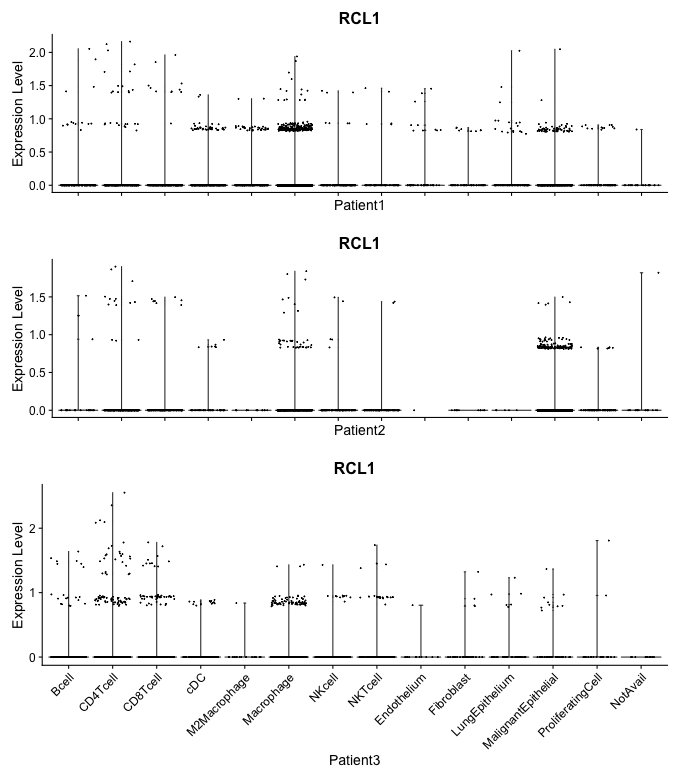 RCL1
Expression Level
2.0
1.5
1.0
0.5
0.0
Patient1
RCL1
Expression Level
1.5
1.0
0.5
0.0
Patient2
RCL1
Expression Level
2
1
0
Bcell
CD4Tcell
CD8Tcell
cDC
M2Macrophage
Macrophage
NKcell
NKTcell
Endothelium
Fibroblast
LungEpithelium
MalignantEpithelial
ProliferatingCell
NotAvail
Patient3